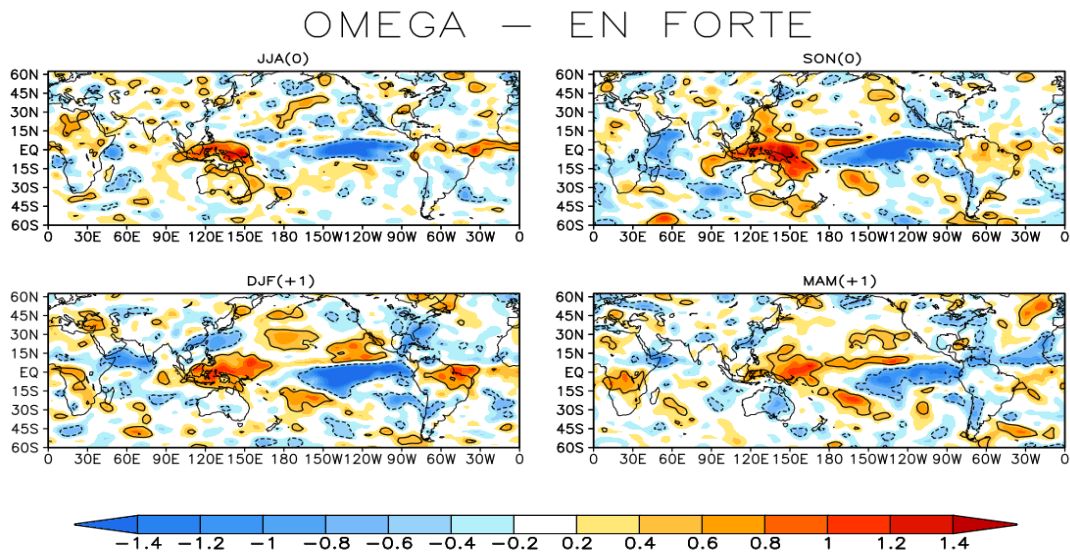 OMEGA — EN FORTE
JJA(0)
60N
45N
30N
15N
EQ
15S
30S
45S
60S
0 30E 60E 90E 120E 150E 180 150W 120W 90W 60W 30W 0
SON(0)
60N
45N
30N
15N
EQ
15S
30S
45S
60S
0 30E 60E 90E 120E 150E 180 150W 120W 90W 60W 30W 0
DJF(+1)
60N
45N
30N
15N
EQ
15S
30S
45S
60S
0 30E 60E 90E 120E 150E 180 150W 120W 90W 60W 30W 0
MAM(+1)
60N
45N
30N
15N
EQ
15S
30S
45S
60S
0 30E 60E 90E 120E 150E 180 150W 120W 90W 60W 30W 0
−1.4 −1.2 −1 −0.8 −0.6 −0.4 −0.2 0.2 0.4 0.6 0.8 1 1.2 1.4